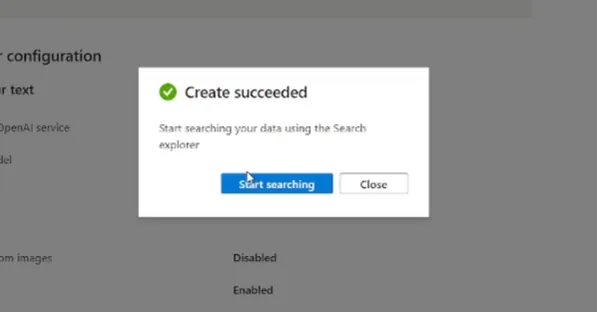 r configuration
ur text
OpenAI service
del
om images
Disabled
Enabled
Create succeeded
Start searching your data using the Search
explorer
Start searching
Close